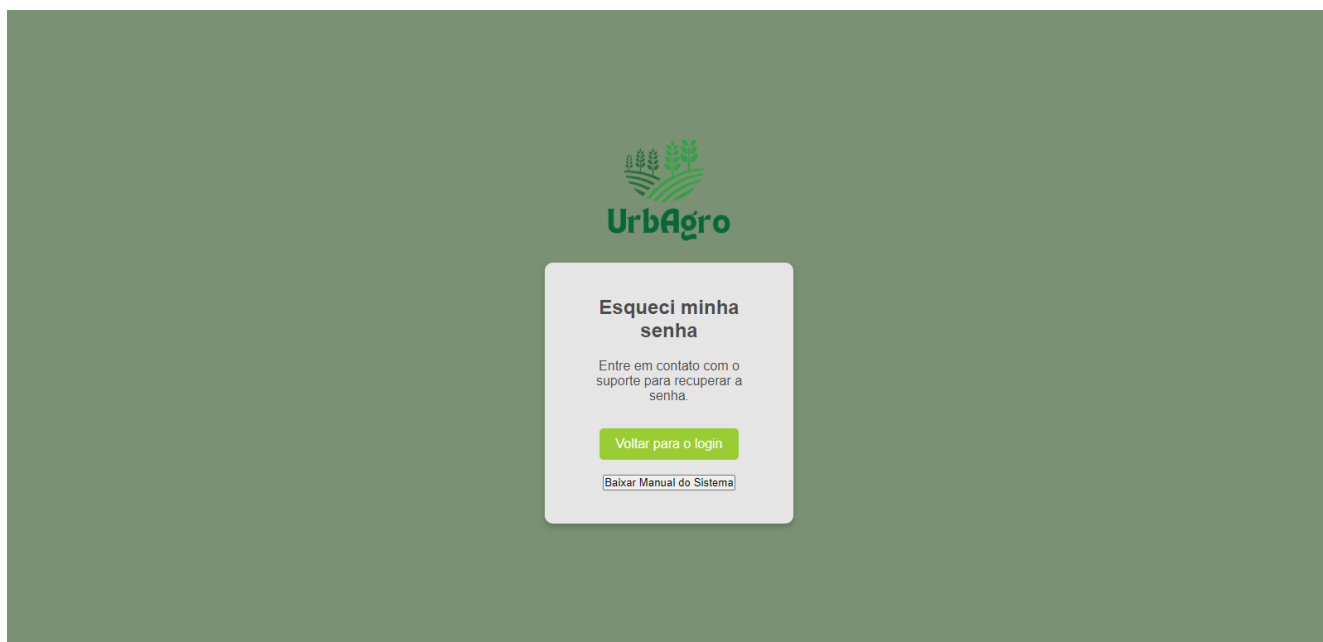 UrbAgro
Esqueci minha
senha
Entre em contato com o
suporte para recuperar a
senha.
Voltar para o login
Baixar Manual do Sistema